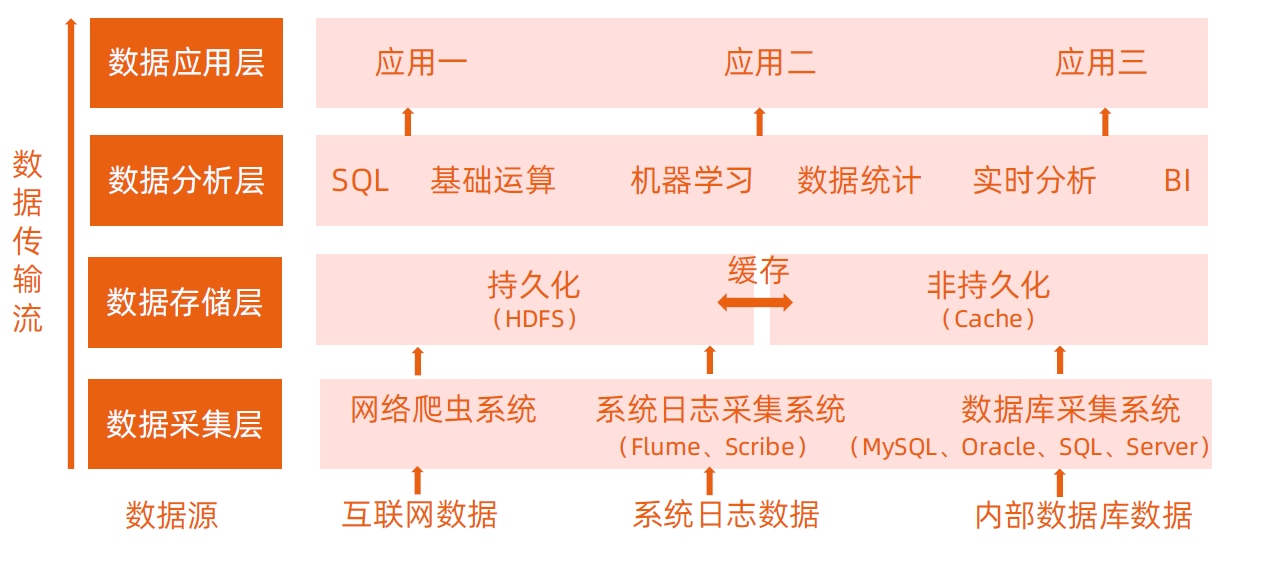 数据传输流
数据应用层
应用一
应用二
应用三
数据分析层
SQL
基础运算
机器学习
数据统计
实时分析
BI
数据存储层
持久化
（HDFS）
缓存
非持久化
（Cache）
数据采集层
网络爬虫系统
系统日志采集系统
（Flume、Scribe）
数据库采集系统
（MySQL、Oracle、SQL、Server）
数据源
互联网数据
系统日志数据
内部数据库数据